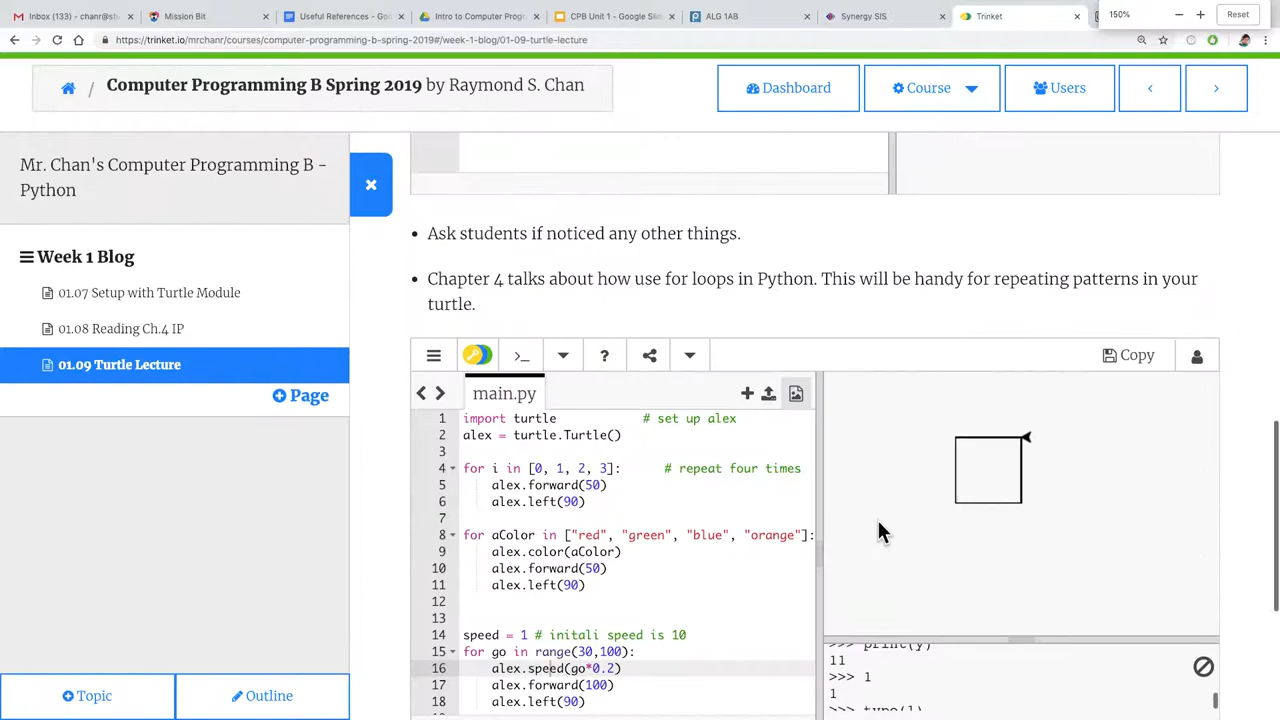 Inbox (133) - chanr@st
Mission Bit
Useful References - Go
Intro to Computer Progr
CPB Unit 1 - Google Slid
ALG 1AB
Synergy SIS
Trinket
150%
Reset
https://trinket.io/mrchanr/courses/computer-programming-b-spring-2019#/week-1-blog/01-09-turtle-lecture
/ Computer Programming B Spring 2019 by Raymond S. Chan
Dashboard
Course
Users
Mr. Chan's Computer Programming B -
Python
Week 1 Blog
01.07 Setup with Turtle Module
01.08 Reading Ch.4 IP
01.09 Turtle Lecture
Page
Topic
Outline
• Ask students if noticed any other things.
• Chapter 4 talks about how use for loops in Python. This will be handy for repeating patterns in your
turtle.
>_
?
Copy
main.py
1 import turtle # set up alex
2 alex = turtle.Turtle()
3
4 for i in [0, 1, 2, 3]: # repeat four times
5 alex.forward(50)
6 alex.left(90)
7
8 for aColor in ["red", "green", "blue", "orange"]:
9 alex.color(aColor)
10 alex.forward(50)
11 alex.left(90)
12
13
14 speed = 1 # initali speed is 10
15 for go in range(30,100):
16 alex.speed(go*0.2)
17 alex.forward(100)
18 alex.left(90)
>>> print(y)
11
>>> 1
1
>>> type(1)